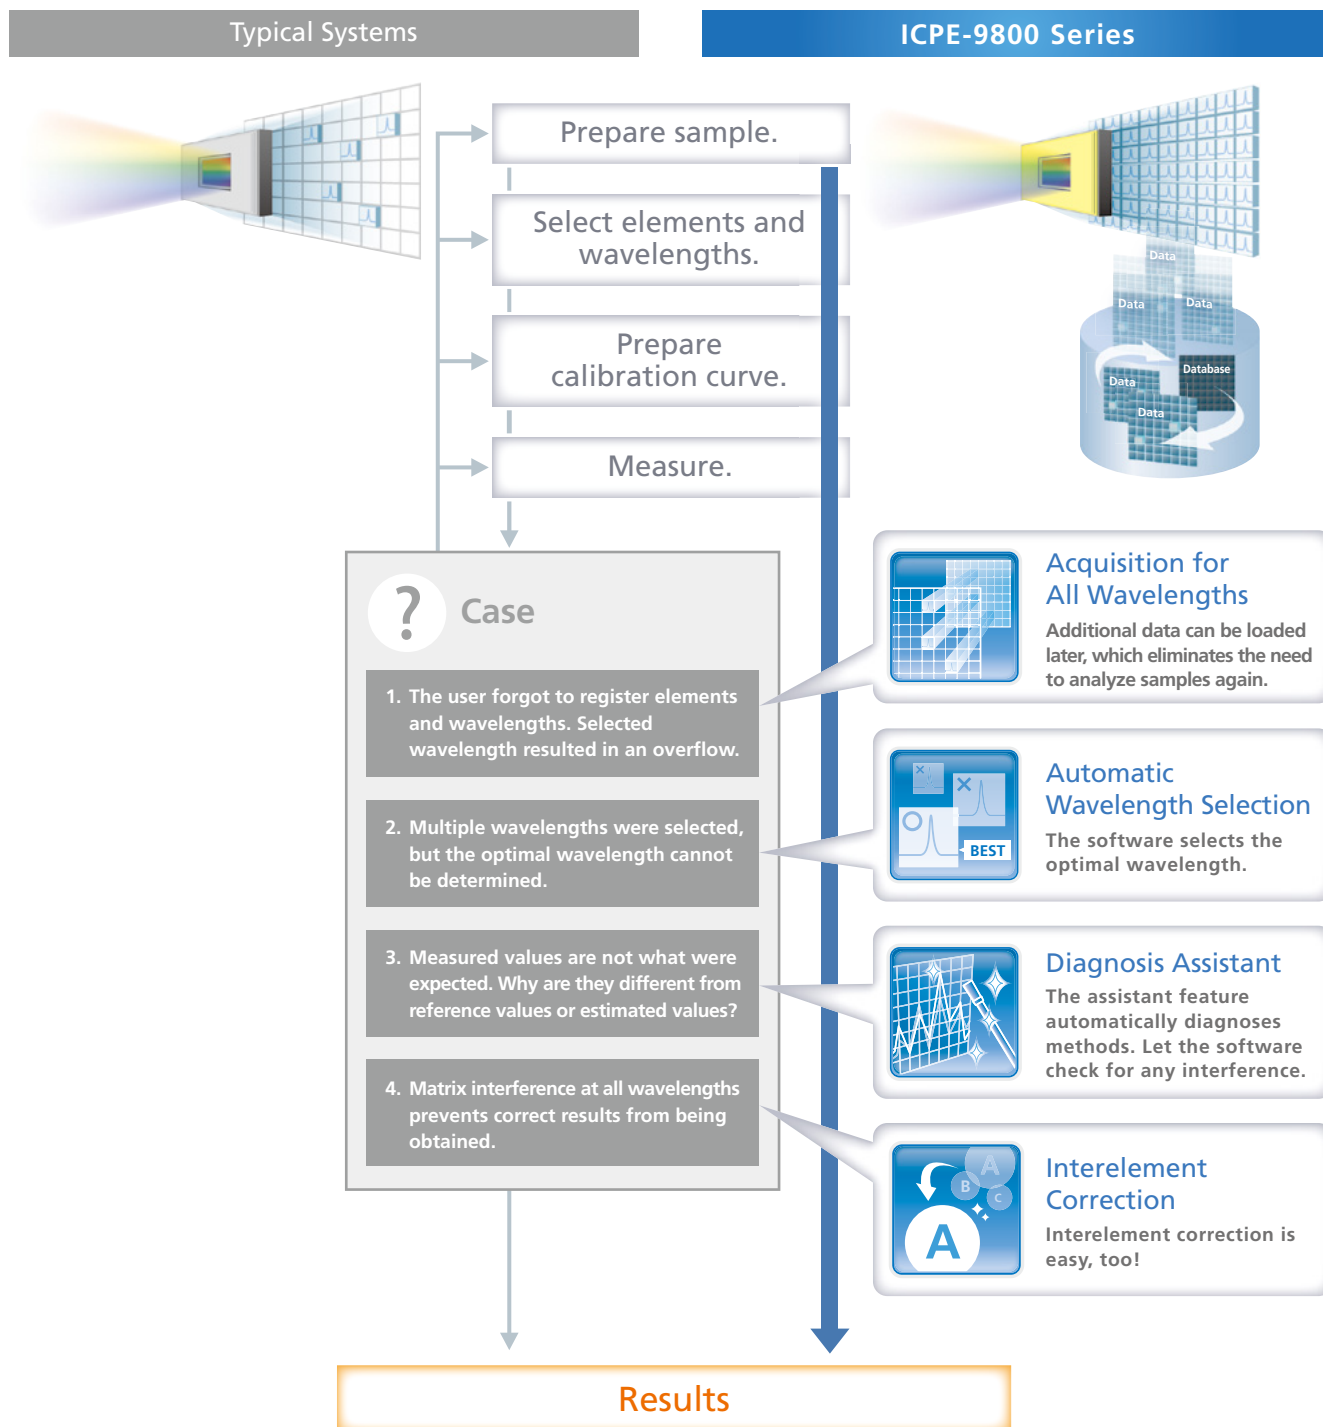 Typical Systems
ICPE-9800 Series
Prepare sample.
Select elements and
wavelengths.
Prepare
calibration curve.
Measure.
Data
Data
Data
Database
Data
Data
?
Case
1. The user forgot to register elements
and wavelengths. Selected
wavelength resulted in an overflow.
2. Multiple wavelengths were selected,
but the optimal wavelength cannot
be determined.
3. Measured values are not what were
expected. Why are they different from
reference values or estimated values?
4. Matrix interference at all wavelengths
prevents correct results from being
obtained.
Acquisition for
All Wavelengths
Additional data can be loaded
later, which eliminates the need
to analyze samples again.
BEST
Automatic
Wavelength Selection
The software selects the
optimal wavelength.
Diagnosis Assistant
The assistant feature
automatically diagnoses
methods. Let the software
check for any interference.
A
B
C
A
Interelement
Correction
Interelement correction is
easy, too!
Results